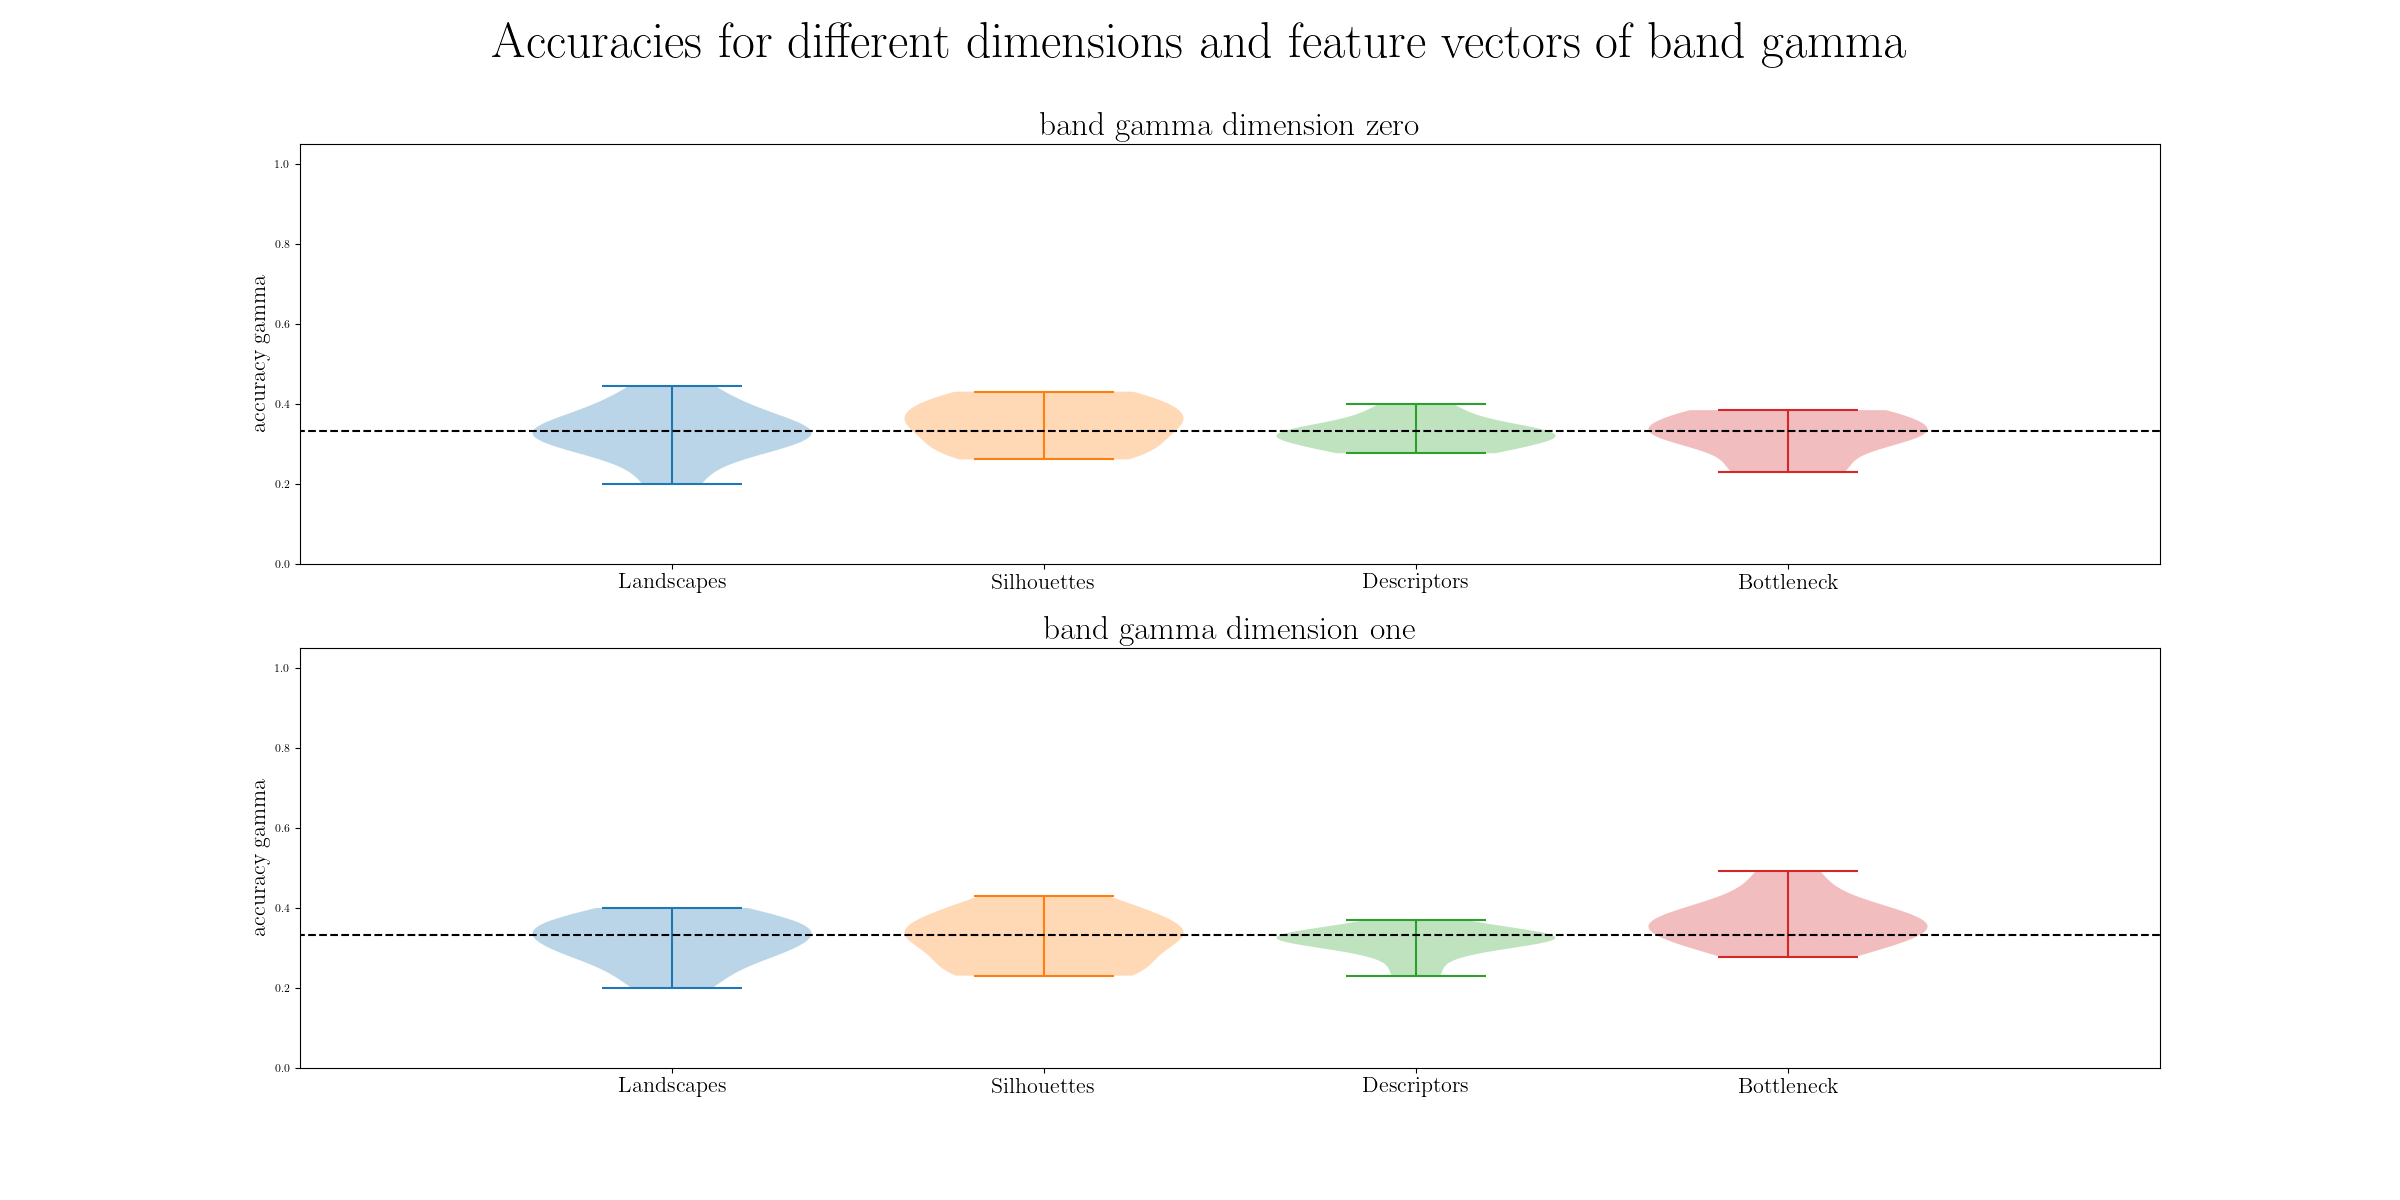 Accuracies for different dimensions and feature vectors of band gamma
band gamma dimension zero
1.0
0.8
0.6
0.4
0.2
0.0
accuracy gamma
Landscapes Silhouettes Descriptors Bottleneck
band gamma dimension one
1.0
0.8
0.6
0.4
0.2
0.0
accuracy gamma
Landscapes Silhouettes Descriptors Bottleneck